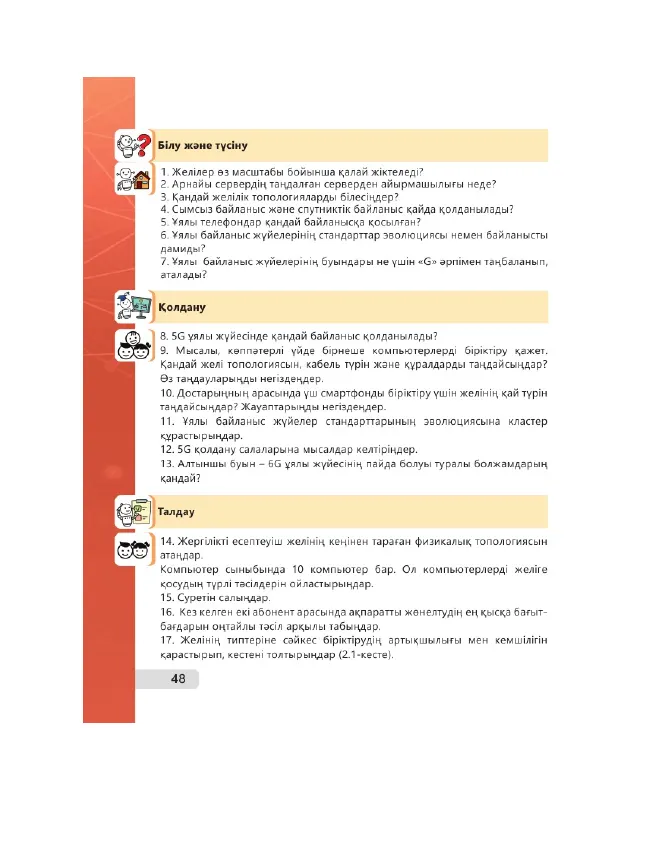 Білу және түсіну
1. Желілер өз масштабы бойынша қалай жіктеледі?
2. Арнайы сервердің таңдалған серверден айырмашылығы неде?
3. Қандай желілік топологияларды білесіңдер?
4. Сымсыз байланыс және спутниктік байланыс қайда қолданылады?
5. Ұялы телефондар қандай байланысқа қосылған?
6. Ұялы байланыс жүйелерінің стандарттар эволюциясы немен байланысты
дамиды?
7. Ұялы байланыс жүйелерінің буындары не үшін «G» әрпімен таңбаланып,
аталады?
Қолдану
8. 5G ұялы жүйесінде қандай байланыс қолданылады?
9. Мысалы, көппәтерлі үйде бірнеше компьютерлерді біріктіру қажет.
Қандай желі топологиясын, кабель түрін және құралдарды таңдайсыңдар?
Өз таңдауларыңды негіздеңдер.
10. Достарыңның арасында үш смартфонды біріктіру үшін желінің қай түрін
таңдайсыңдар? Жауаптарыңды негіздеңдер.
11. Ұялы байланыс жүйелер стандарттарының эволюциясына кластер
құрастырыңдар.
12. 5G қолдану салаларына мысалдар келтіріңдер.
13. Алтыншы буын – 6G ұялы жүйесінің пайда болуы туралы болжамдарың
қандай?
Талдау
14. Жергілікті есептеуіш желінің кеңінен тараған физикалық топологиясын
атаңдар.
Компьютер сыныбында 10 компьютер бар. Ол компьютерлерді желіге
қосудың түрлі тәсілдерін ойластырыңдар.
15. Суретін салыңдар.
16. Кез келген екі абонент арасында ақпаратты жөнелтудің ең қысқа бағыт-
бағдарын оңтайлы тәсіл арқылы табыңдар.
17. Желінің типтеріне сәйкес біріктірудің артықшылығы мен кемшілігін
қарастырып, кестені толтырыңдар (2.1-кесте).
48